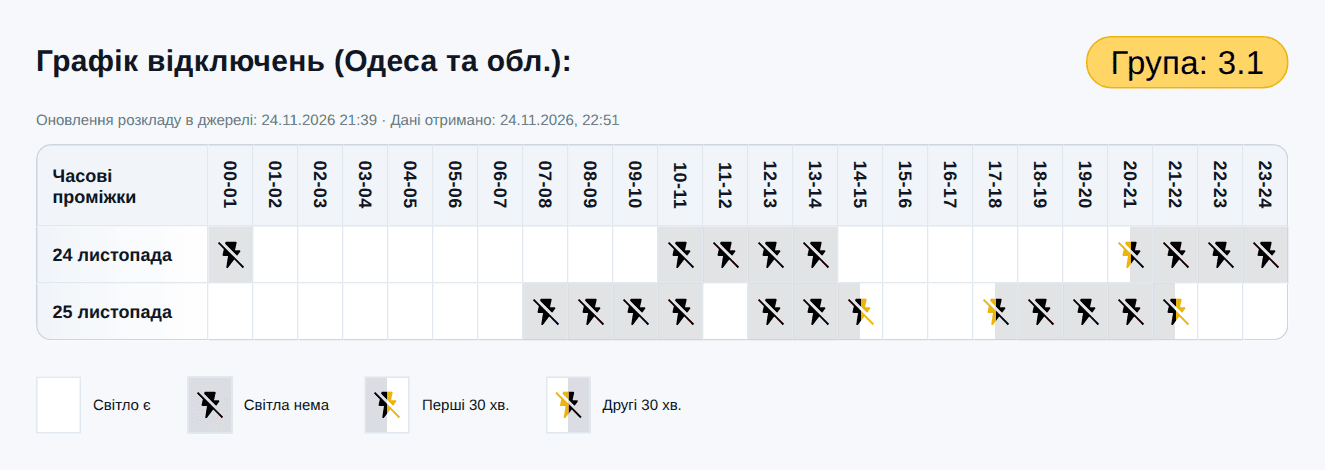 Графік відключень (Одеса та обл.):
Група: 3.1
Оновлення розкладу в джерелі: 24.11.2026 21:39 · Дані отримано: 24.11.2026, 22:51
Часові
проміжки
00-01
01-02
02-03
03-04
04-05
05-06
06-07
07-08
08-09
09-10
10-11
11-12
12-13
13-14
14-15
15-16
16-17
17-18
18-19
19-20
20-21
21-22
22-23
23-24
24 листопада
25 листопада
Світло є
Світла нема
Перші 30 хв.
Другі 30 хв.